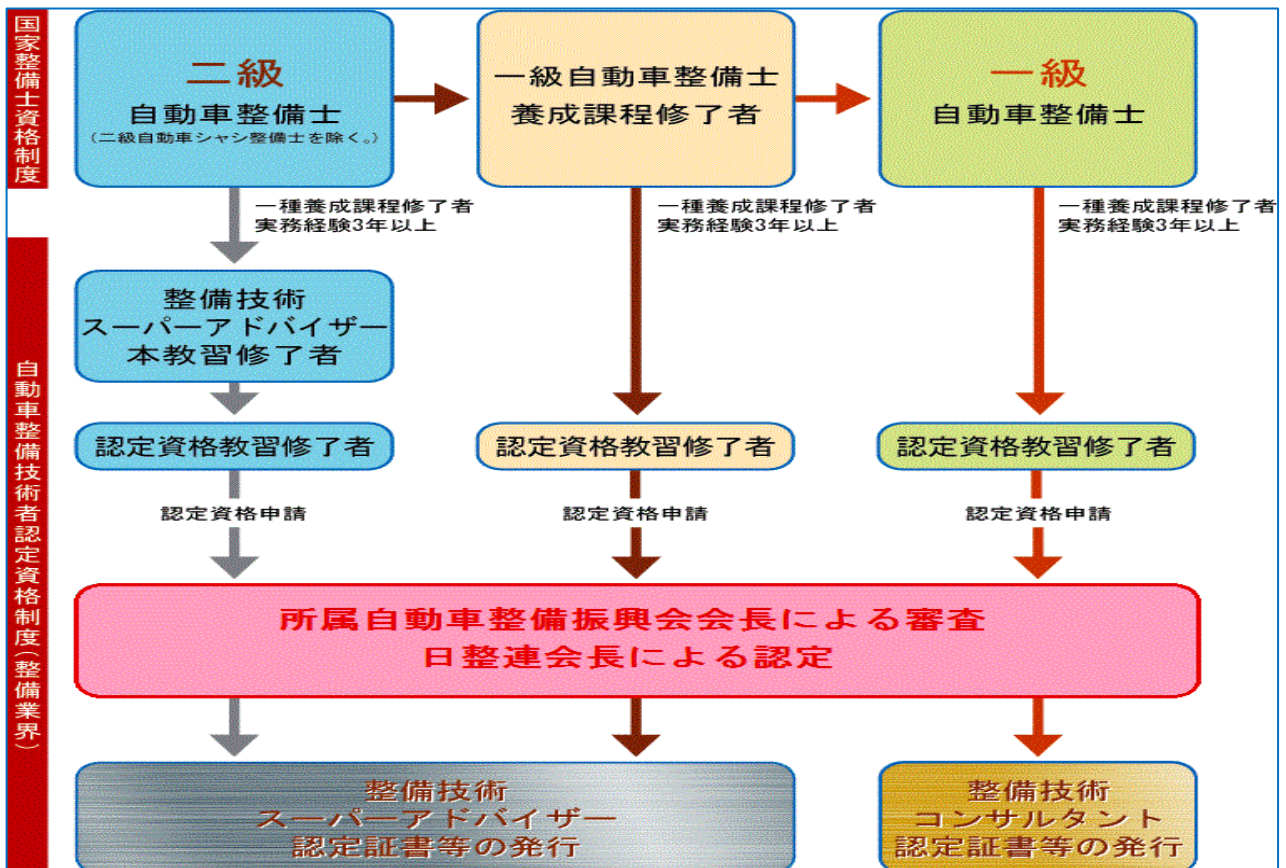 国家整備士資格制度
二級
自動車整備士
(二級自動車シャシ整備士を除く。)
一級自動車整備士
養成課程修了者
一級
自動車整備士
一種養成課程修了者
実務経験3年以上
一種養成課程修了者
実務経験3年以上
一種養成課程修了者
実務経験3年以上
自動車整備技術者認定資格制度(整備業界)
整備技術
スーパーアドバイザー
本教習修了者
認定資格教習修了者
認定資格教習修了者
認定資格教習修了者
認定資格申請
認定資格申請
認定資格申請
所属自動車整備振興会会長による審査
日整連会長による認定
整備技術
スーパーアドバイザー
認定証書等の発行
整備技術
コンサルタント
認定証書等の発行